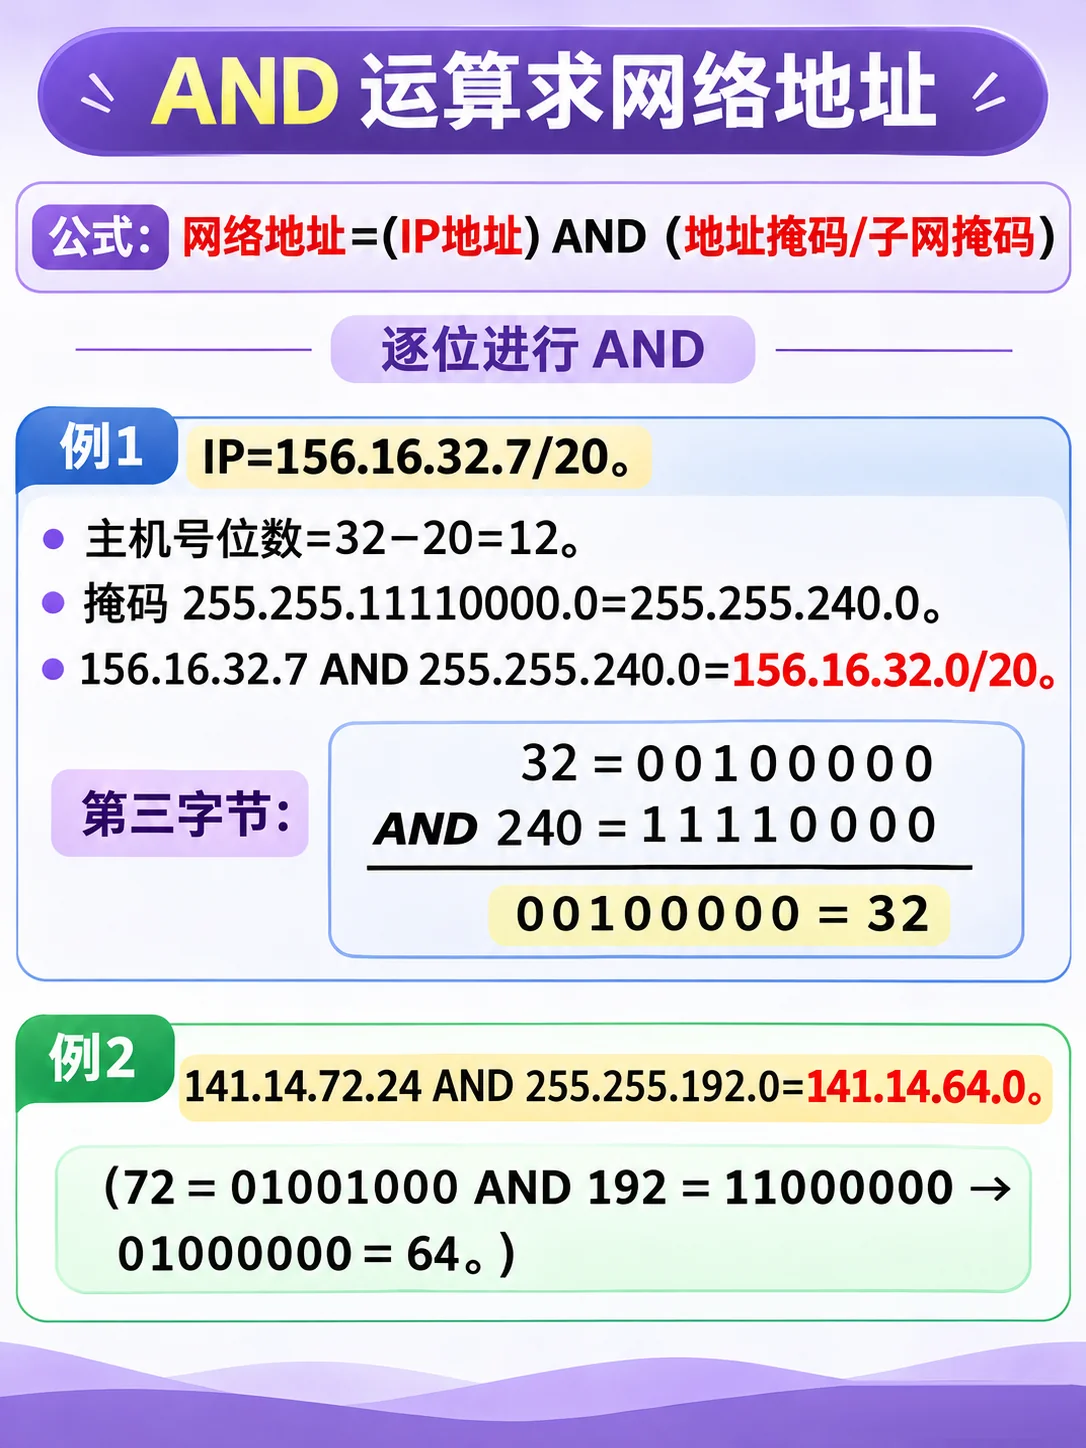 AND 运算求网络地址
公式：网络地址=(IP地址) AND (地址掩码/子网掩码)
逐位进行 AND
例1
IP=156.16.32.7/20。
主机号位数=32−20=12。
掩码 255.255.11110000.0=255.255.240.0。
156.16.32.7 AND 255.255.240.0=156.16.32.0/20。
第三字节：
32 = 00100000
AND 240 = 11110000
00100000 = 32
例2
141.14.72.24 AND 255.255.192.0=141.14.64.0。
(72 = 01001000 AND 192 = 11000000 →
01000000 = 64。)